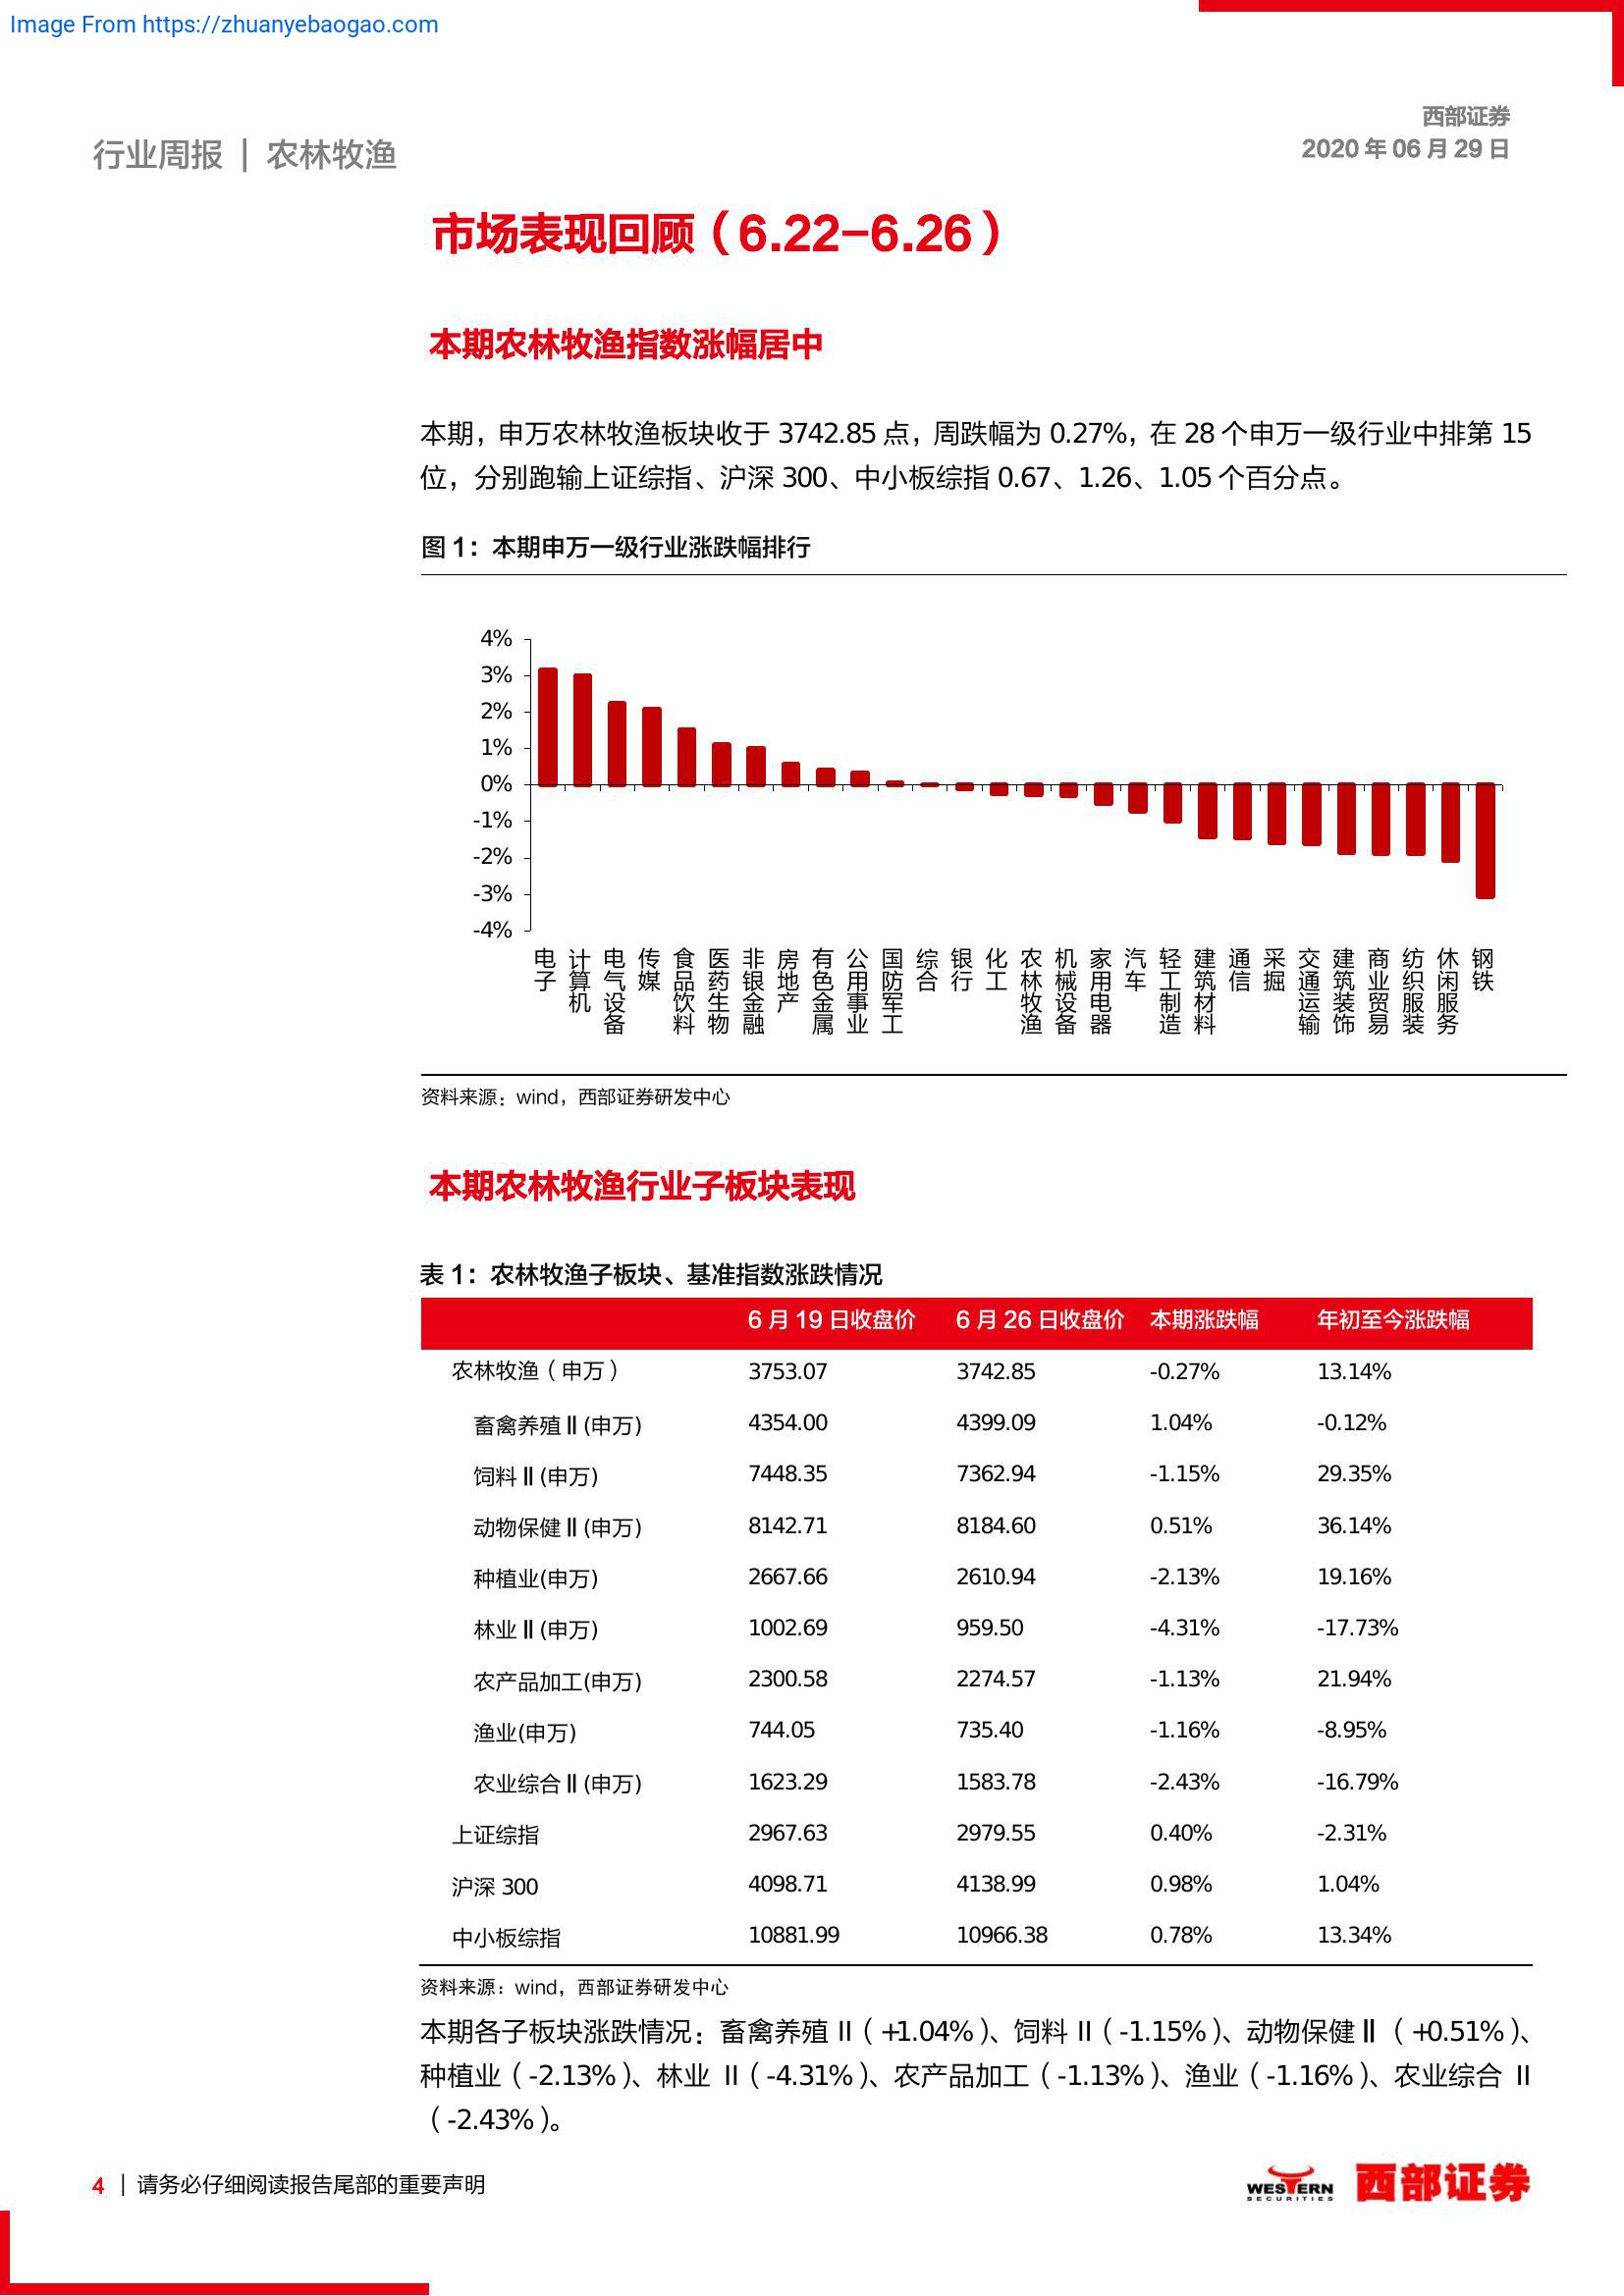 Image From https://zhuanyebaogao.com
西部证券
行业周报 | 农林牧渔
2020 年 06 月 29 日
市场表现回顾（6.22-6.26）
本期农林牧渔指数涨幅居中
本期，申万农林牧渔板块收于 3742.85 点，周跌幅为 0.27%，在 28 个申万一级行业中排第 15
位，分别跑输上证综指、沪深 300、中小板综指 0.67、1.26、1.05 个百分点。
图 1：本期申万一级行业涨跌幅排行
4%
3%
2%
1%
0%
-1%
-2%
-3%
-4%
电子 计算机 电气设备 传媒 食品饮料 医药生物 非银金融 房地产 有色金属 公用事业 国防军工 综合 银行 化工 农林牧渔 机械设备 家用电器 汽车 轻工制造 建筑材料 通信 采掘 交通运输 建筑装饰 商业贸易 纺织服装 休闲服务 钢铁
资料来源：wind，西部证券研发中心
本期农林牧渔行业子板块表现
表 1：农林牧渔子板块、基准指数涨跌情况
6 月 19 日收盘价 6 月 26 日收盘价 本期涨跌幅 年初至今涨跌幅
农林牧渔（申万） 3753.07 3742.85 -0.27% 13.14%
畜禽养殖Ⅱ(申万) 4354.00 4399.09 1.04% -0.12%
饲料Ⅱ(申万) 7448.35 7362.94 -1.15% 29.35%
动物保健Ⅱ(申万) 8142.71 8184.60 0.51% 36.14%
种植业(申万) 2667.66 2610.94 -2.13% 19.16%
林业Ⅱ(申万) 1002.69 959.50 -4.31% -17.73%
农产品加工(申万) 2300.58 2274.57 -1.13% 21.94%
渔业(申万) 744.05 735.40 -1.16% -8.95%
农业综合Ⅱ(申万) 1623.29 1583.78 -2.43% -16.79%
上证综指 2967.63 2979.55 0.40% -2.31%
沪深 300 4098.71 4138.99 0.98% 1.04%
中小板综指 10881.99 10966.38 0.78% 13.34%
资料来源：wind，西部证券研发中心
本期各子板块涨跌情况：畜禽养殖 II（+1.04%）、饲料 II（-1.15%）、动物保健Ⅱ（+0.51%）、
种植业（-2.13%）、林业 II（-4.31%）、农产品加工（-1.13%）、渔业（-1.16%）、农业综合 II
（-2.43%）。
4 | 请务必仔细阅读报告尾部的重要声明
WESTERN
SECURITIES
西部证券